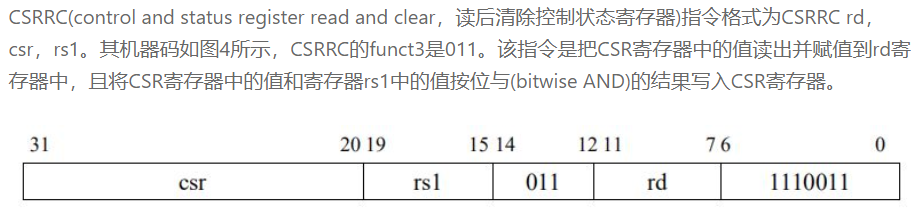 CSRRC(control and status register read and clear，读后清除控制状态寄存器)指令格式为CSRRC rd，
csr，rs1。其机器码如图4所示，CSRRC的funct3是011。该指令是把CSR寄存器中的值读出并赋值到rd寄
存器中，且将CSR寄存器中的值和寄存器rs1中的值按位与(bitwise AND)的结果写入CSR寄存器。
31 20 19 15 14 12 11 7 6 0
csr rs1 011 rd 1110011